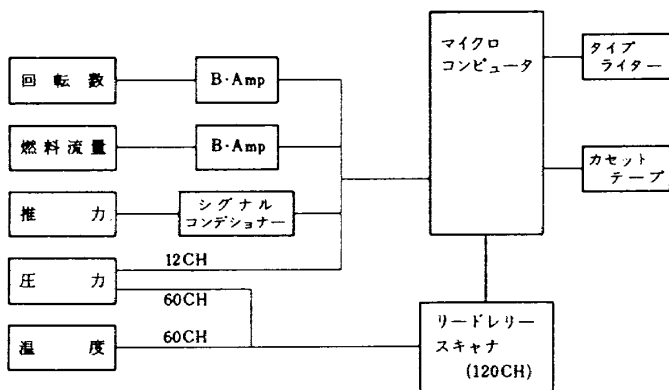 マイクロ
コンピュータ
タイプ
ライター
回転数
B・Amp
燃料流量
B・Amp
カセット
テープ
推力
シグナル
コンデショナー
12CH
圧力
60CH
60CH
温度
リードレリー
スキャナ
(120CH)